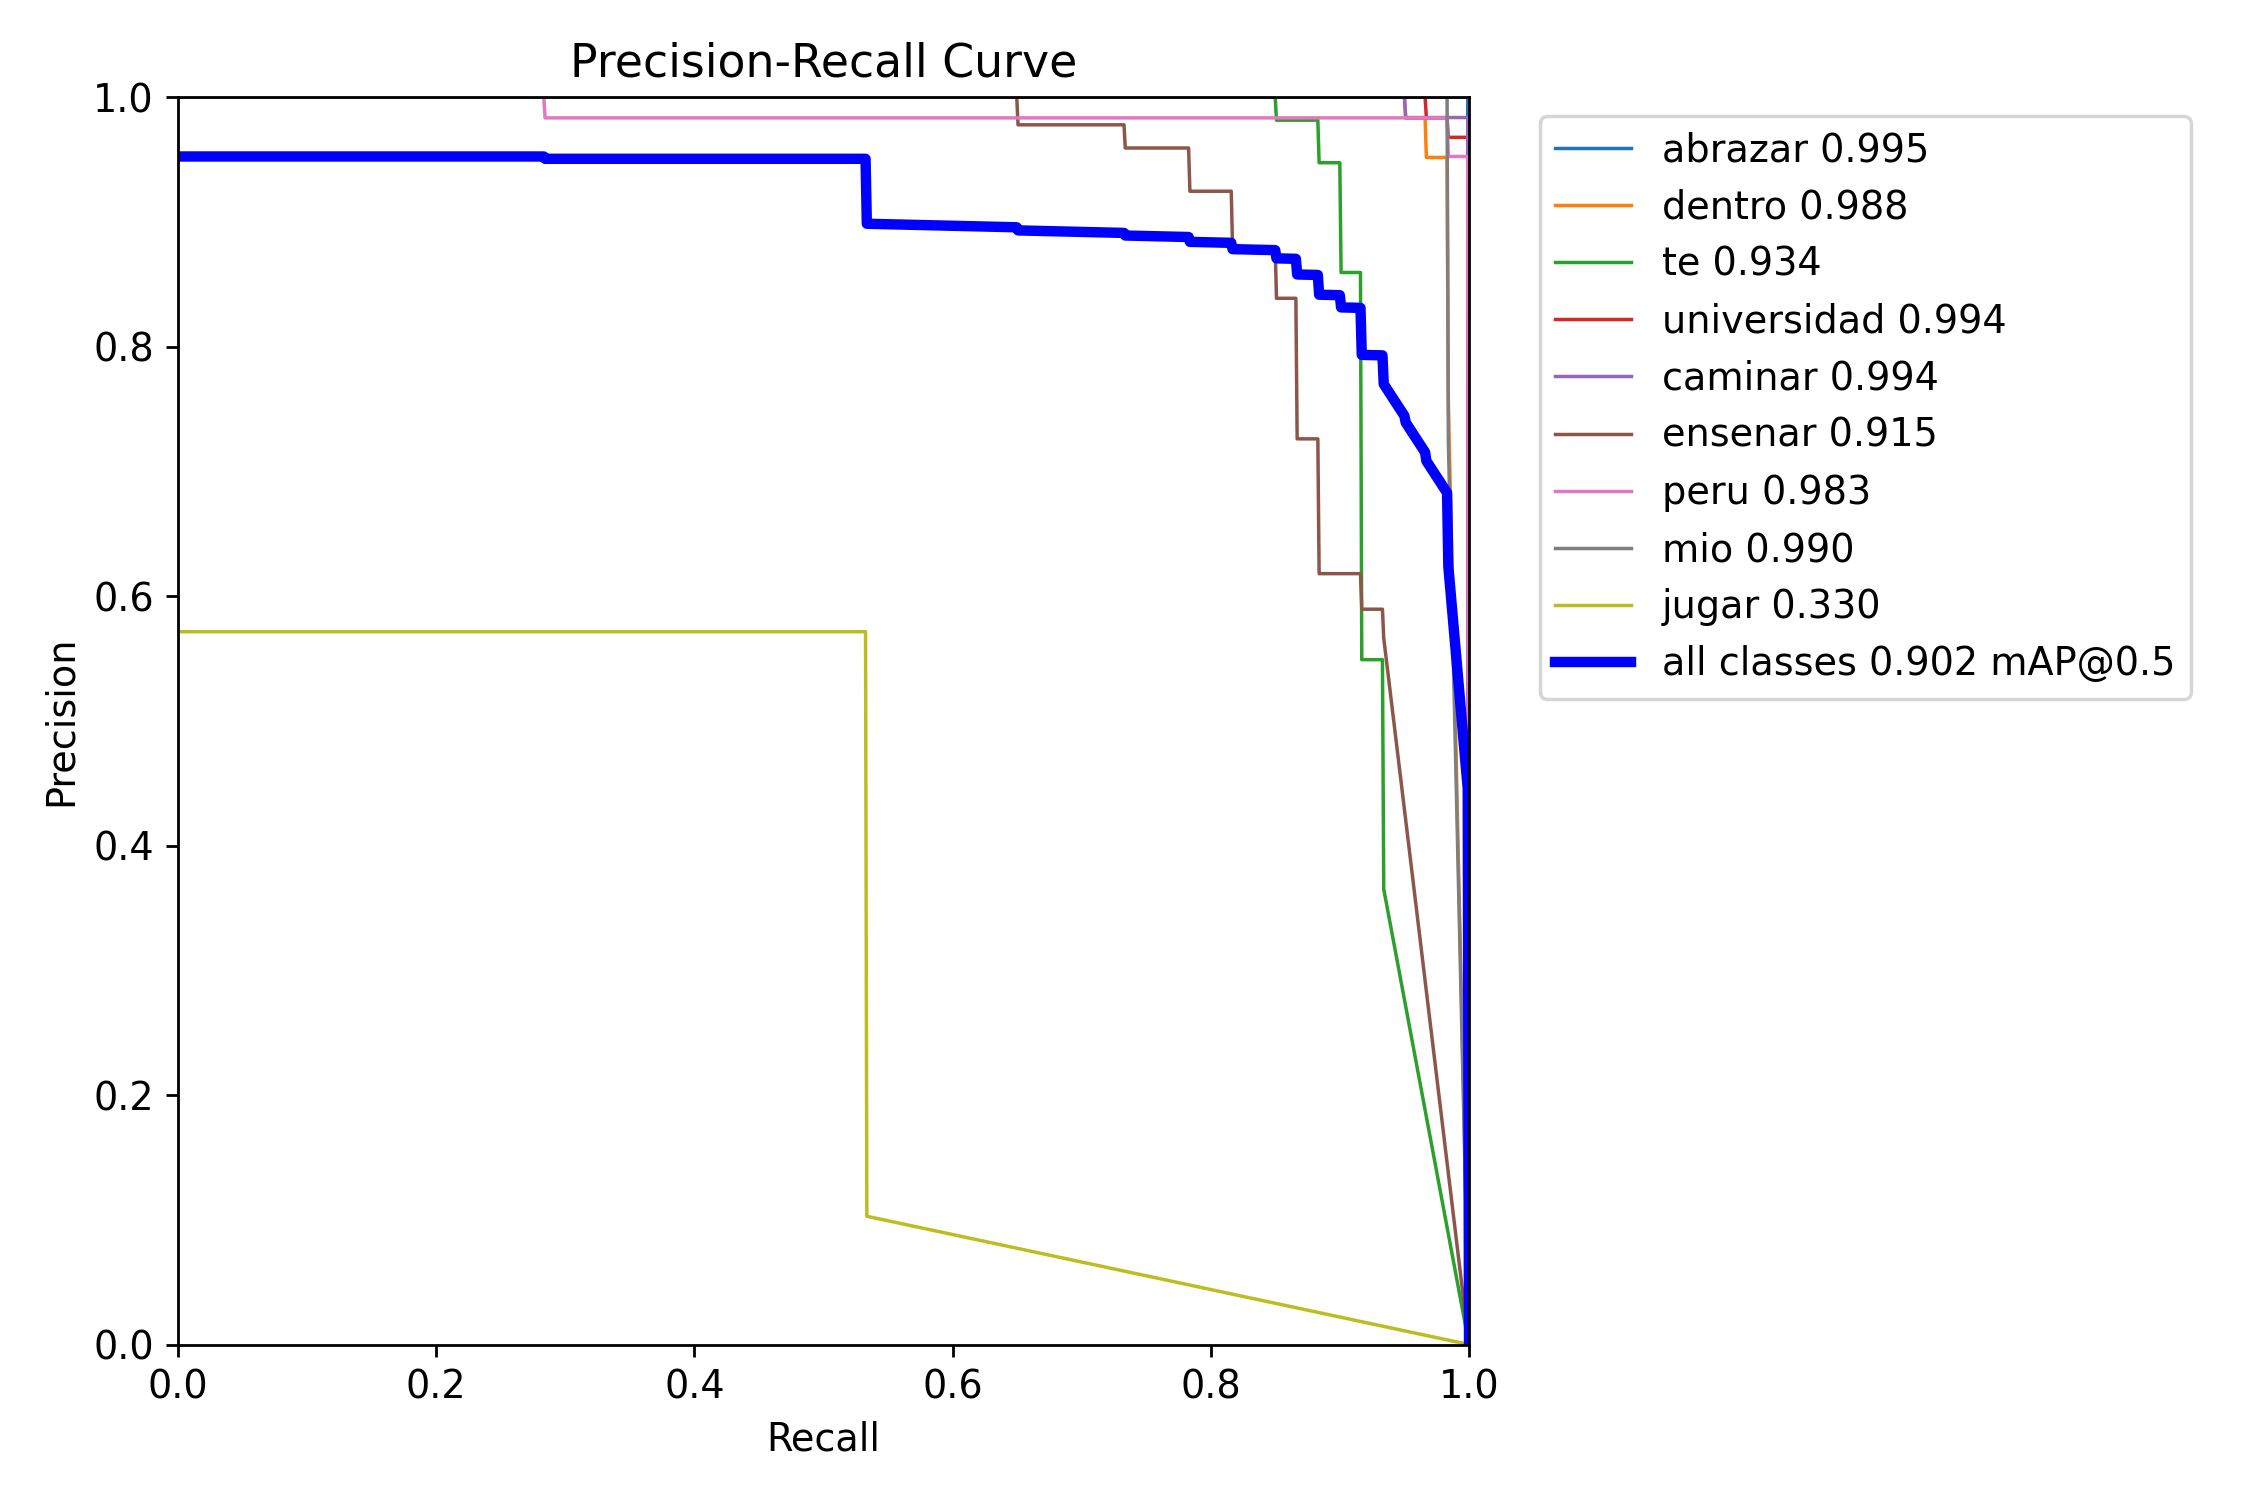 Precision-Recall Curve
1.0
0.8
0.6
0.4
0.2
0.0
Precision
0.0 0.2 0.4 0.6 0.8 1.0
Recall
abrazar 0.995
dentro 0.988
te 0.934
universidad 0.994
caminar 0.994
ensenar 0.915
peru 0.983
mio 0.990
jugar 0.330
all classes 0.902 mAP@0.5